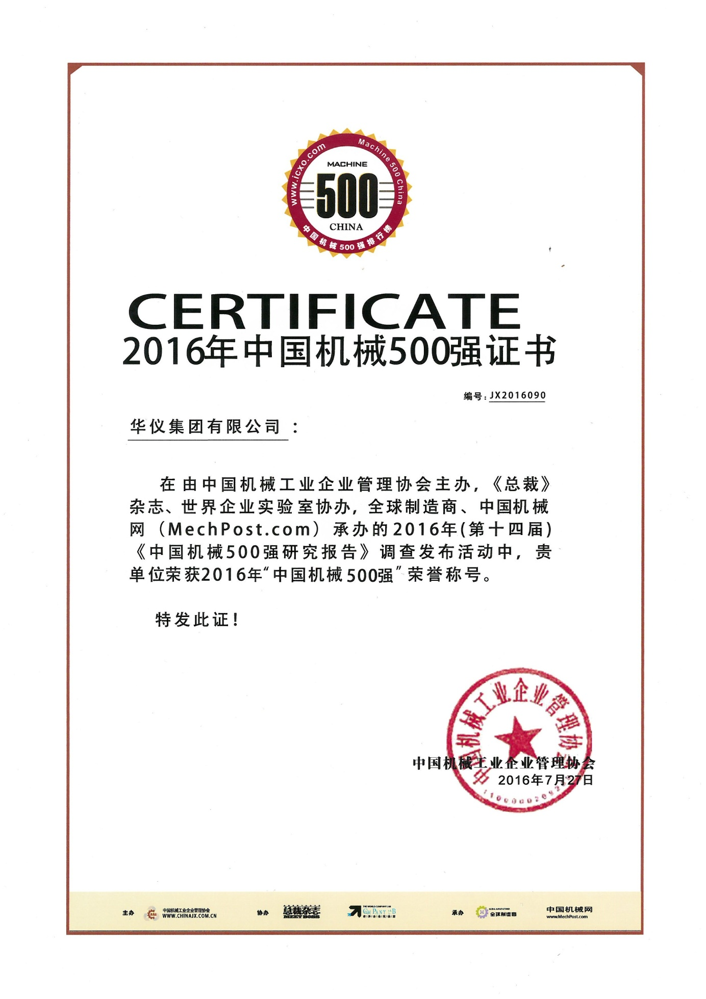 www.icxo.com
Machine 500 China
MACHINE
500
CHINA
中国机械500强排行榜
CERTIFICATE
2016年中国机械500强证书
编号：JX2016090
华仪集团有限公司：
在由中国机械工业企业管理协会主办，《总裁》
杂志、世界企业实验室协办，全球制造商、中国机械
网（MechPost.com）承办的2016年(第十四届)
《中国机械500强研究报告》调查发布活动中，贵
单位荣获2016年“中国机械500强”荣誉称号。
特发此证！
中国机械工业企业管理协会
中国机械工业企业管理协会
2016年7月27日
主办
中国机械工业企业管理协会
WWW.CHINAJX.COM.CN
协办
总裁杂志
MEET BOSS
THE WORLD COMPANY LAB
COMPANY LAB
世界企业实验室
承办
GLOBAL MANUFACTURER
全球制造商
中国机械网
www.MechPost.com